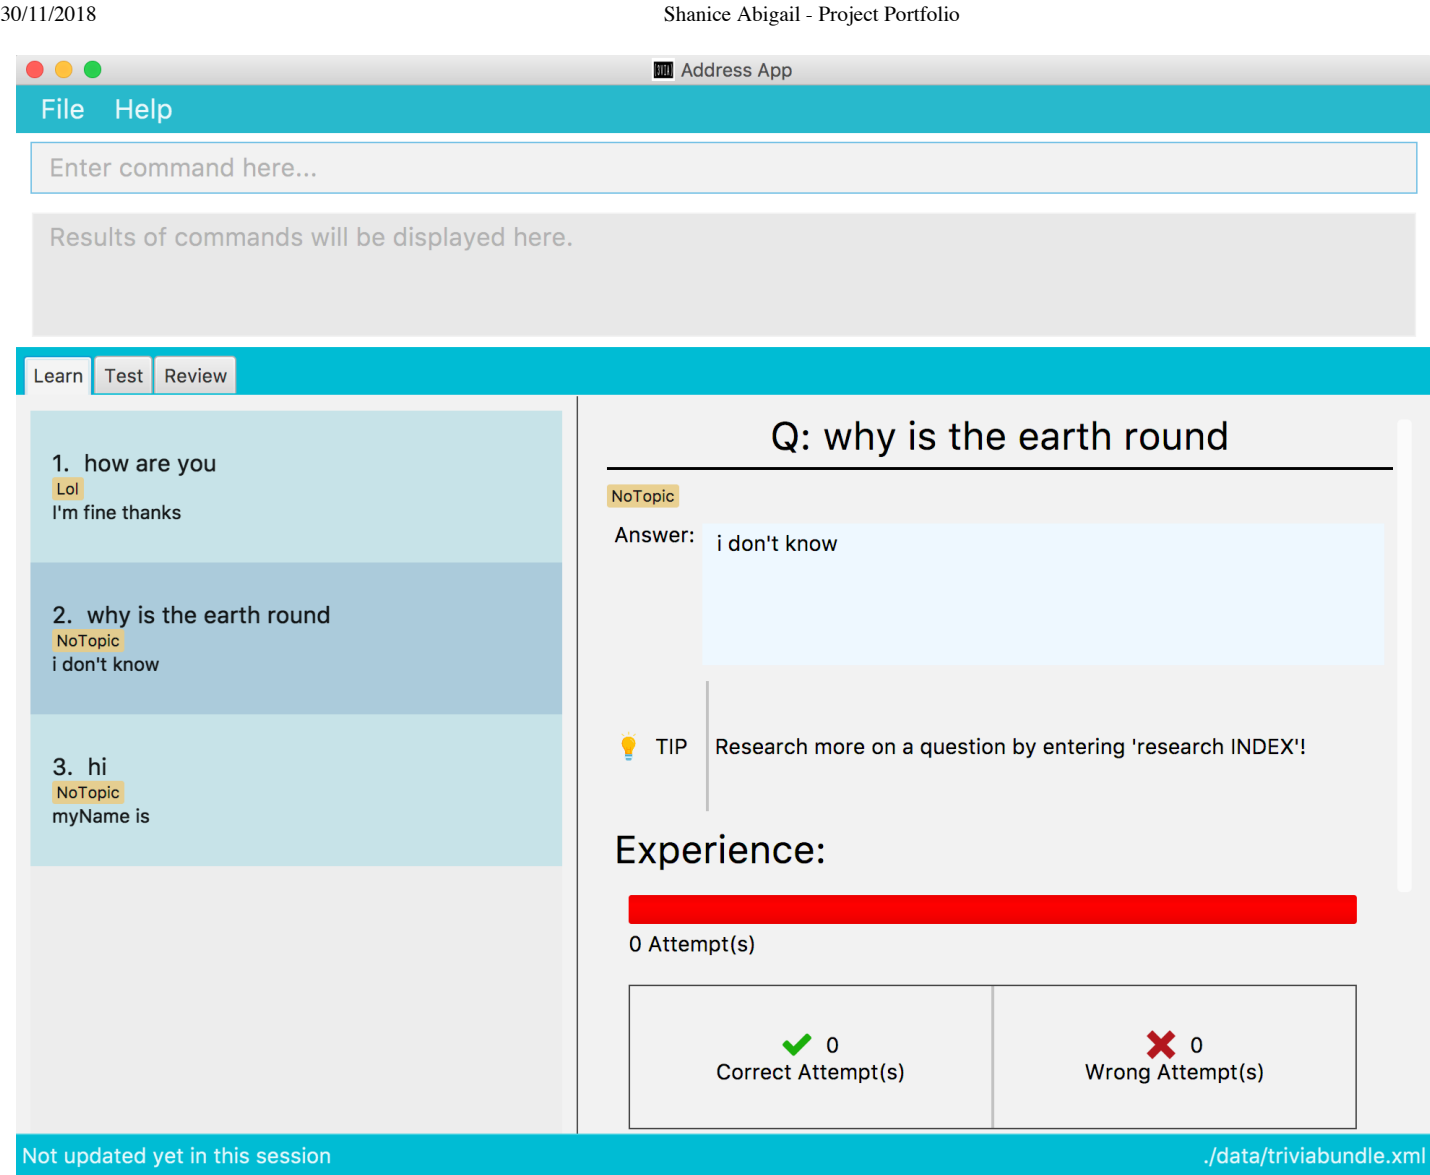 30/11/2018 Shanice Abigail - Project Portfolio
Address App
File Help
Enter command here...
Results of commands will be displayed here.
Learn Test Review
1. how are you
Lol
I'm fine thanks
2. why is the earth round
NoTopic
i don't know
3. hi
NoTopic
myName is
Q: why is the earth round
NoTopic
Answer: i don't know
TIP Research more on a question by entering 'research INDEX'!
Experience:
0 Attempt(s)
0
Correct Attempt(s)
0
Wrong Attempt(s)
Not updated yet in this session ./data/triviabundle.xml